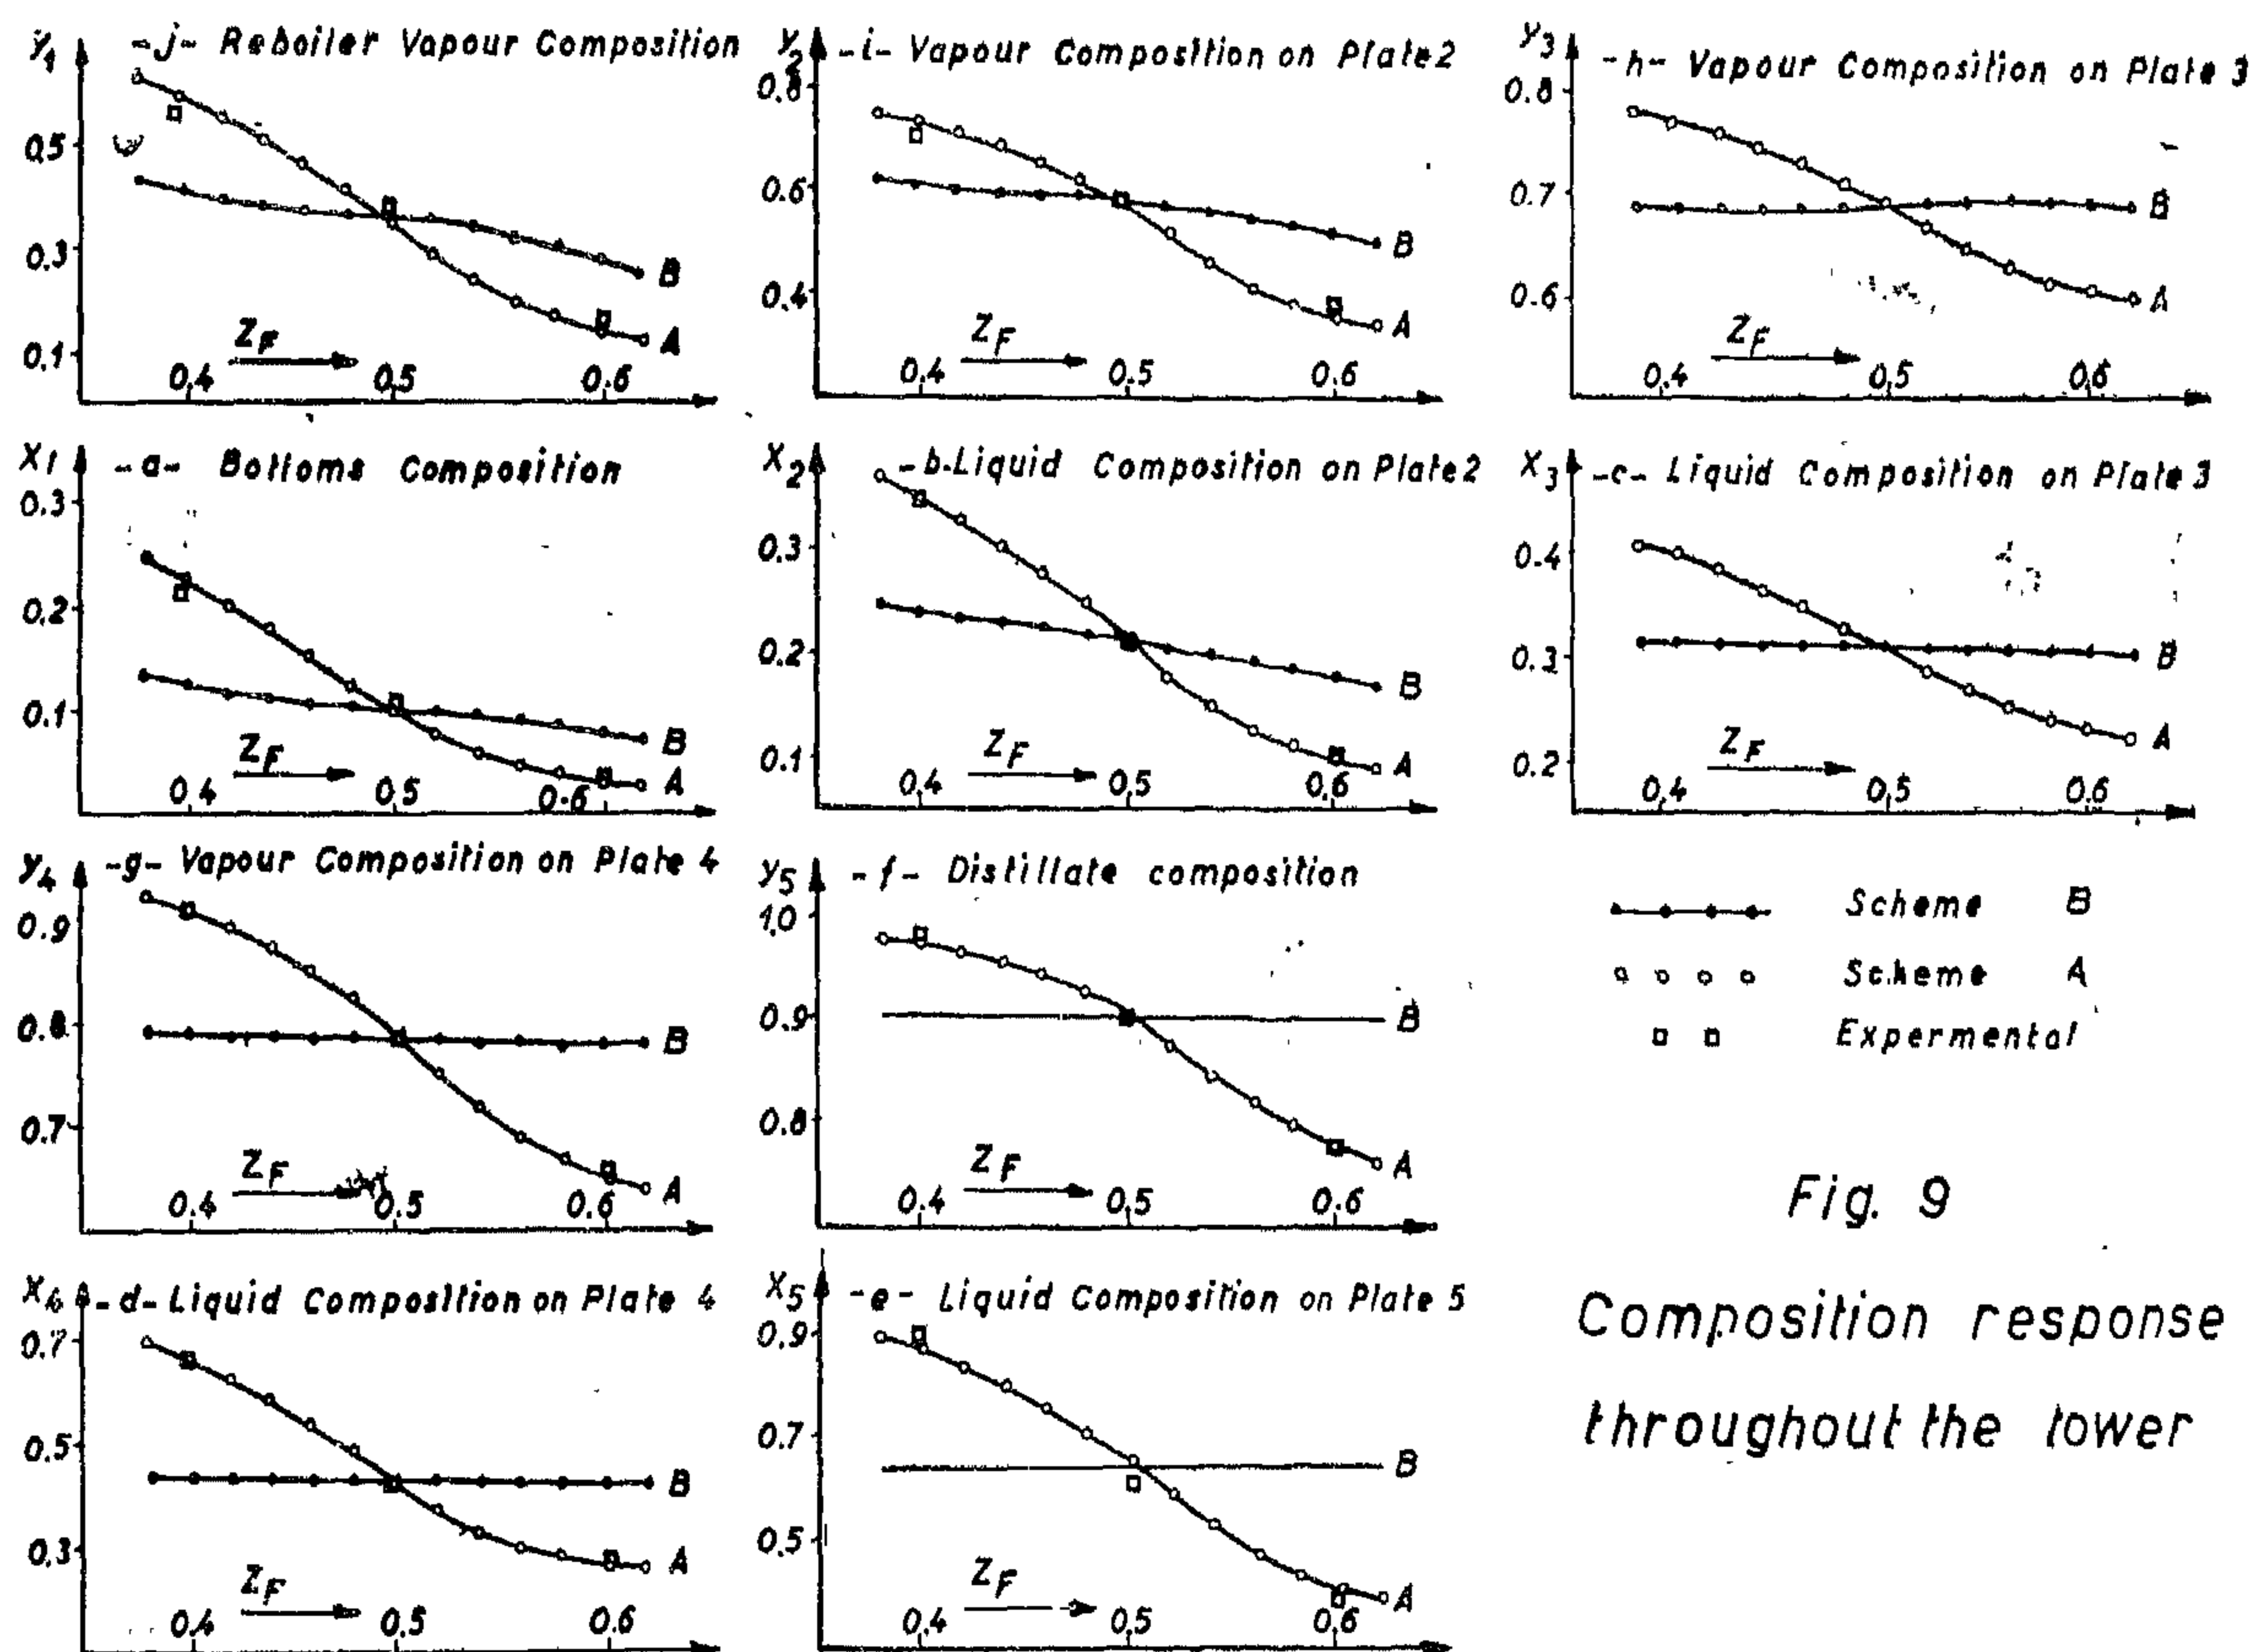 y1 -j- Reboiler Vapour Composition
0.5
0.3
0.1
B
A
ZF
0.4 0.5 0.6
y2 -i- Vapour Composition on Plate 2
0.8
0.6
0.4
B
A
ZF
0.4 0.5 0.6
y3 -h- Vapour Composition on Plate 3
0.8
0.7
0.6
B
A
ZF
0.4 0.5 0.6
X1 -a- Bottoms Composition
0.3
0.2
0.1
B
A
ZF
0.4 0.5 0.6
X2 -b- Liquid Composition on Plate 2
0.3
0.2
0.1
B
A
ZF
0.4 0.5 0.6
X3 -c- Liquid Composition on Plate 3
0.4
0.3
0.2
B
A
ZF
0.4 0.5 0.6
y4 -g- Vapour Composition on Plate 4
0.9
0.8
0.7
B
A
ZF
0.4 0.5 0.6
y5 -f- Distillate composition
1.0
0.9
0.8
B
A
ZF
0.4 0.5 0.6
Scheme B
Scheme A
Expermental
X4 -d- Liquid Composition on Plate 4
0.7
0.5
0.3
B
A
ZF
0.4 0.5 0.6
X5 -e- Liquid Composition on Plate 5
0.9
0.7
0.5
B
A
ZF
0.4 0.5 0.6
Fig. 9
Composition response
throughout the tower